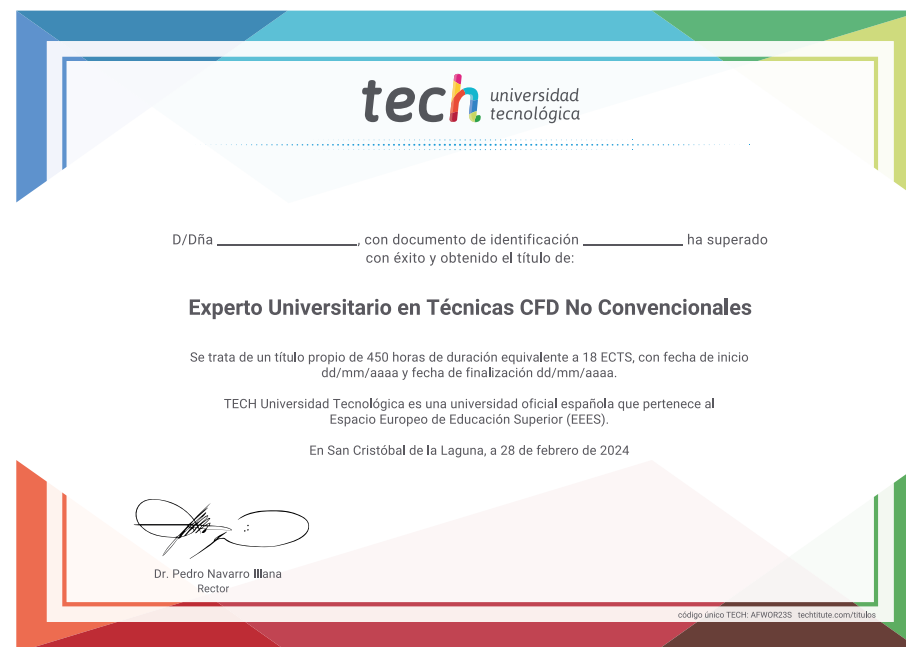 tech universidad
tecnológica
D/Dña ____________________, con documento de identificación ______________ ha superado
con éxito y obtenido el título de:
Experto Universitario en Técnicas CFD No Convencionales
Se trata de un título propio de 450 horas de duración equivalente a 18 ECTS, con fecha de inicio
dd/mm/aaaa y fecha de finalización dd/mm/aaaa.
TECH Universidad Tecnológica es una universidad oficial española que pertenece al
Espacio Europeo de Educación Superior (EEES).
En San Cristóbal de la Laguna, a 28 de febrero de 2024
Dr. Pedro Navarro Illana
Rector
código único TECH: AFWOR23S techtitute.com/titulos